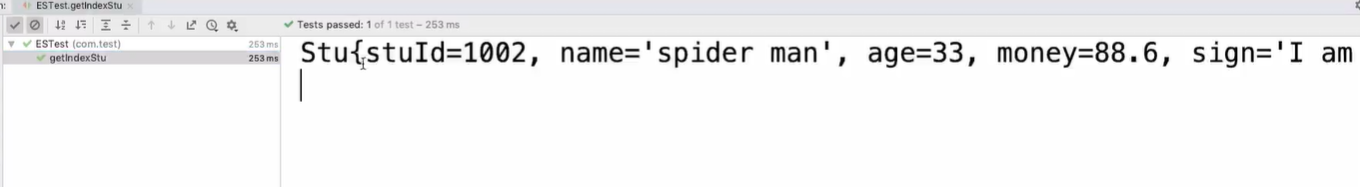 ESTest.getIndexStu
Tests passed: 1 of 1 test – 253 ms
ESTest (com.test) 253 ms
getIndexStu 253 ms
Stu{stuId=1002, name='spider man', age=33, money=88.6, sign='I am